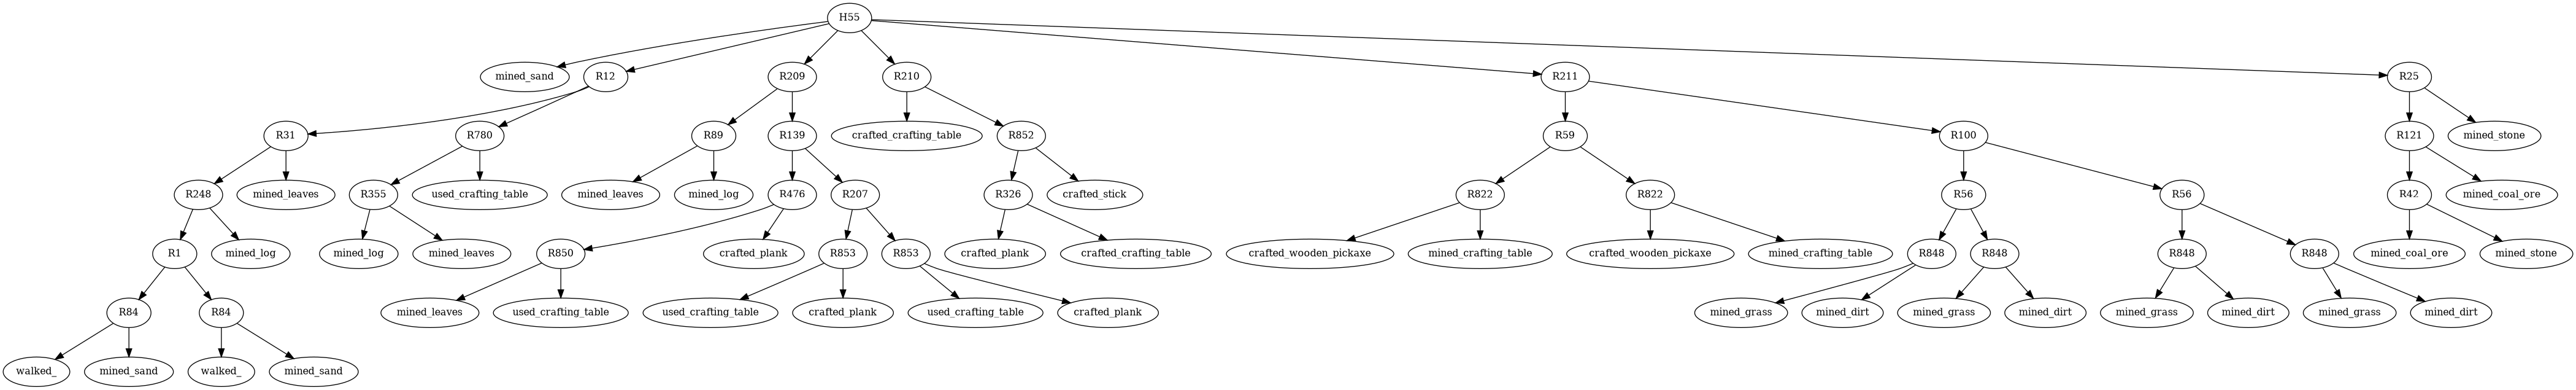 H55
mined_sand
R12
R209
R210
R211
R25
R31
R780
R89
R139
crafted_crafting_table
R852
R59
R100
R121
mined_stone
R248
mined_leaves
R355
used_crafting_table
mined_leaves
mined_log
R476
R207
R326
crafted_stick
R822
R822
R56
R56
R42
mined_coal_ore
R1
mined_log
mined_log
mined_leaves
R850
crafted_plank
R853
R853
crafted_plank
crafted_crafting_table
crafted_wooden_pickaxe
mined_crafting_table
crafted_wooden_pickaxe
mined_crafting_table
R848
R848
R848
R848
mined_coal_ore
mined_stone
R84
R84
mined_leaves
used_crafting_table
used_crafting_table
crafted_plank
used_crafting_table
crafted_plank
mined_grass
mined_dirt
mined_grass
mined_dirt
mined_grass
mined_dirt
mined_grass
mined_dirt
walked_
mined_sand
walked_
mined_sand